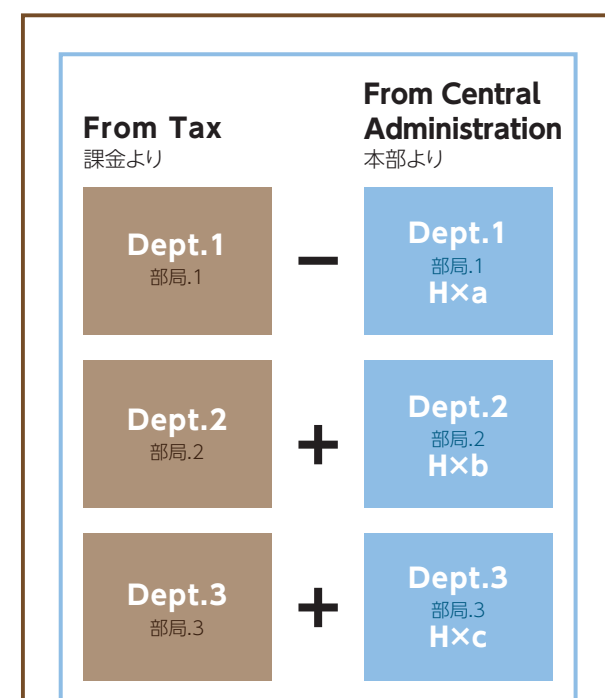 From Tax
課金より
From Central
Administration
本部より
Dept.1
部局.1
−
Dept.1
部局.1
H×a
Dept.2
部局.2
+
Dept.2
部局.2
H×b
Dept.3
部局.3
+
Dept.3
部局.3
H×c